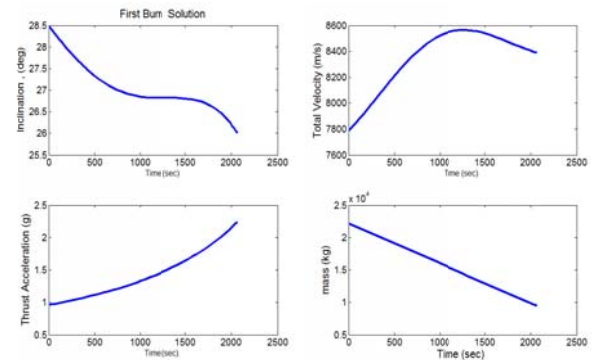 First Burn Solution
Inclination , (deg)
28.5
28
27.5
27
26.5
26
25.5
0 500 1000 1500 2000 2500
Time(sec)
Total Velocity (m/s)
8600
8400
8200
8000
7800
7600
0 500 1000 1500 2000 2500
Time (sec)
Thrust Acceleration (g)
2.5
2
1.5
1
0.5
0 500 1000 1500 2000 2500
Time(sec)
x 10^4
mass (kg)
2.5
2
1.5
1
0.5
0 500 1000 1500 2000 2500
Time (sec)